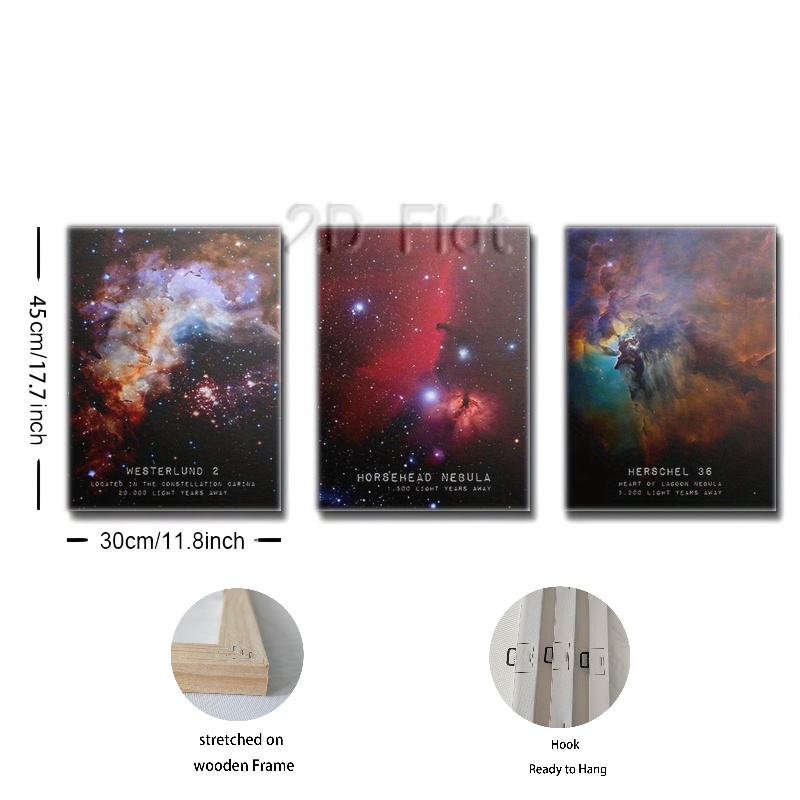 2D Flat
45cm/17.7inch
WESTERLUND 2
LOCATED IN THE CONSTELLATION CARINA
20.000 LIGHT YEARS AWAY
HORSEHEAD NEBULA
1.500 LIGHT YEARS AWAY
HERSCHEL 36
HEART OF LAGOON NEBULA
5.200 LIGHT YEARS AWAY
30cm/11.8inch
stretched on
wooden Frame
Hook
Ready to Hang